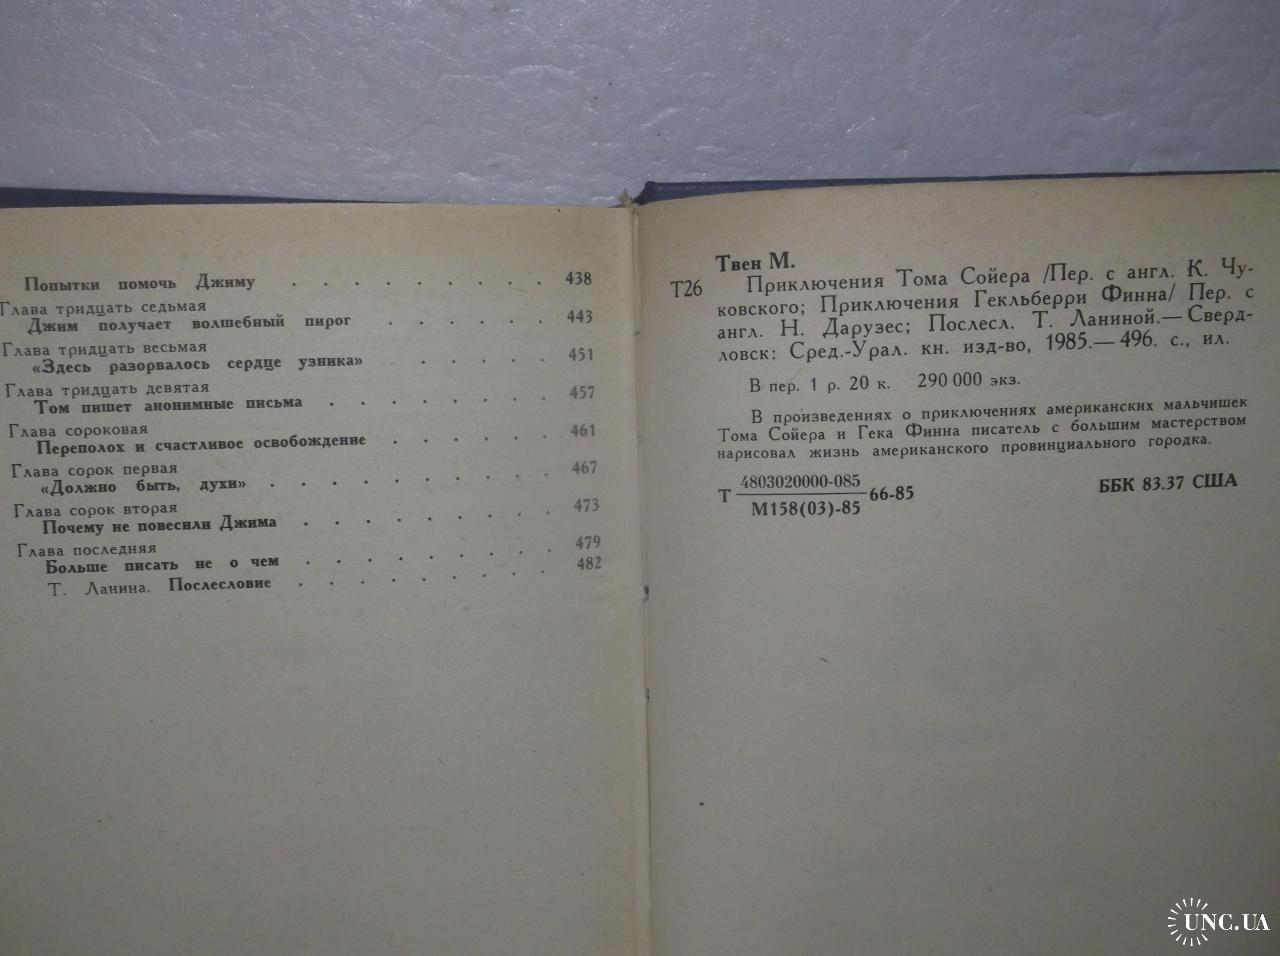 Попытки помочь Джиму . . . . . . . . . 438
Глава тридцать седьмая
Джим получает волшебный пирог . . . . . . 443
Глава тридцать весьмая
«Здесь разорвалось сердце узника» . . . . . 451
Глава тридцать девятая
Том пишет анонимные письма . . . . . . . 457
Глава сороковая
Переполох и счастливое освобождение . . . . . 461
Глава сорок первая
«Должно быть, духи» . . . . . . . . . 467
Глава сорок вторая
Почему не повесили Джима . . . . . . . . 473
Глава последняя
Больше писать не о чем . . . . . . . . 479
Т. Ланина. Послесловие . . . . . . . . 482
Твен М.
Т26 Приключения Тома Сойера /Пер. с англ. К. Чу-
ковского; Приключения Гекльберри Финна/ Пер. с
англ. Н. Дарузес; Послесл. Т. Ланиной.— Сверд-
ловск: Сред.-Урал. кн. изд-во, 1985.— 496. с., ил.
В пер. 1 р. 20 к. 290 000 экз.
В произведениях о приключениях американских мальчишек
Тома Сойера и Гека Финна писатель с большим мастерством
нарисовал жизнь американского провинциального городка.
Т 4803020000-085 / М158(03)-85 66-85 ББК 83.37 США
UNC.UA